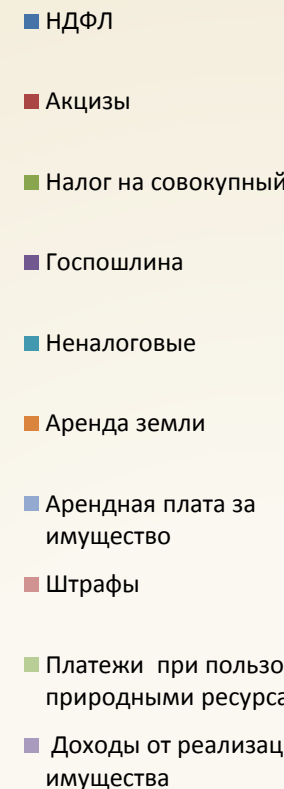 НДФЛ
Акцизы
Налог на совокупный
Госпошлина
Неналоговые
Аренда земли
Арендная плата за
имущество
Штрафы
Платежи при пользо
природными ресурса
Доходы от реализац
имущества